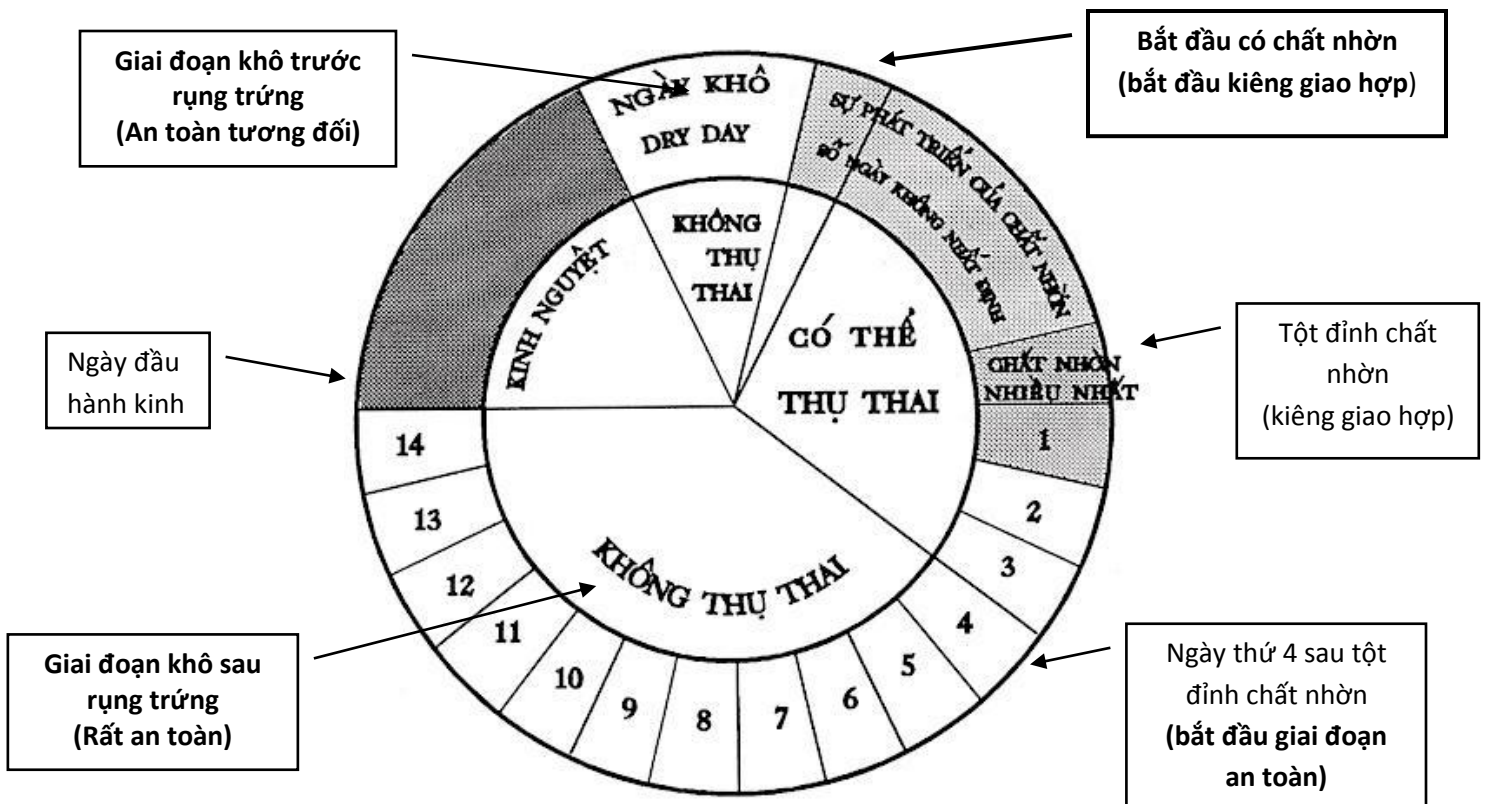 Giai đoạn khô trước
rụng trứng
(An toàn tương đối)
Bắt đầu có chất nhờn
(bắt đầu kiêng giao hợp)
NGÀY KHÔ
DRY DAY
SỰ PHÁT TRIỂN CỦA CHẤT NHỜN
SỐ NGÀY KHÔNG NHẤT ĐỊNH
KHÔNG
THỤ
THAI
KINH NGUYỆT
CÓ THỂ
THỤ THAI
CHẤT NHỜN
NHIỀU NHẤT
Ngày đầu
hành kinh
Tột đỉnh chất
nhờn
(kiêng giao hợp)
1
2
3
4
5
6
7
8
9
10
11
12
13
14
KHÔNG THỤ THAI
Giai đoạn khô sau
rụng trứng
(Rất an toàn)
Ngày thứ 4 sau tột
đỉnh chất nhờn
(bắt đầu giai đoạn
an toàn)